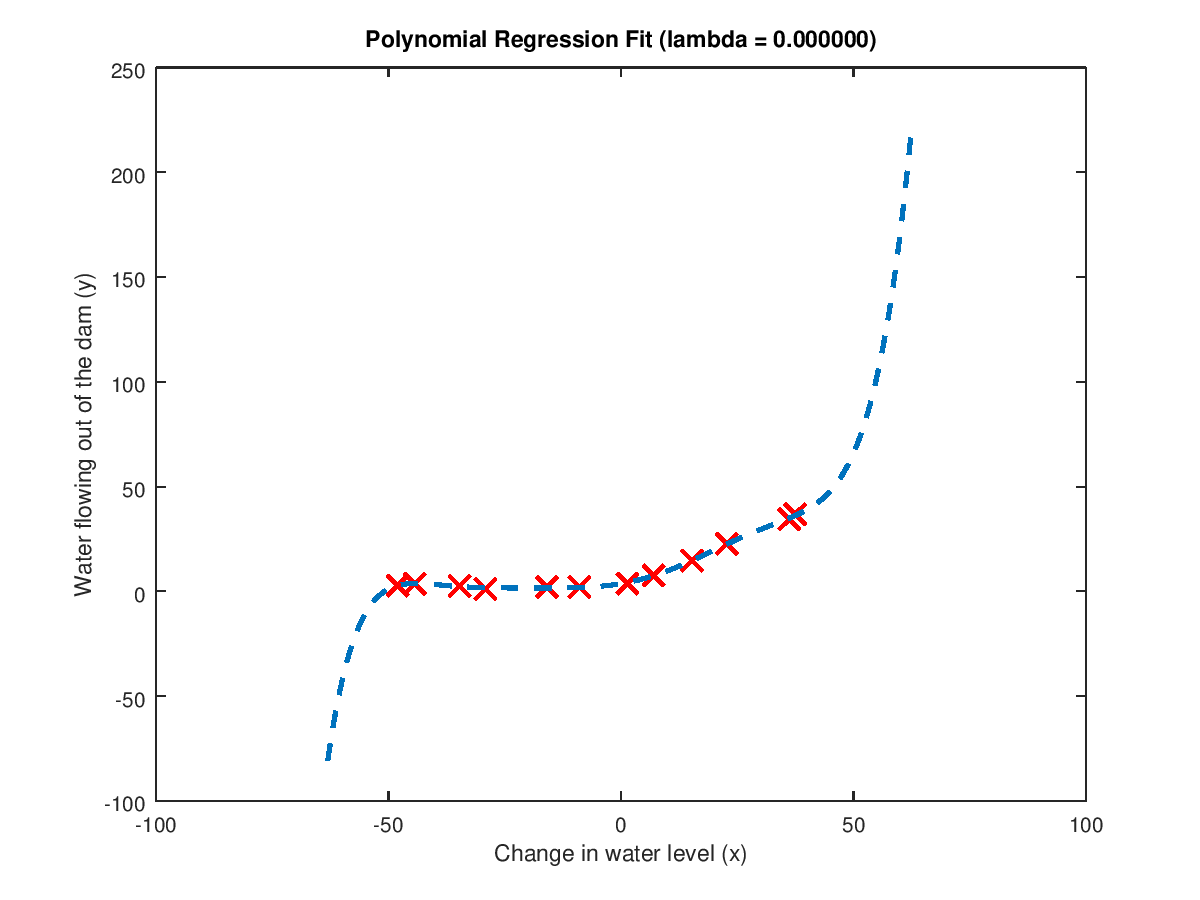 Polynomial Regression Fit (lambda = 0.000000)
250
200
150
100
50
0
-50
-100
Water flowing out of the dam (y)
-100 -50 0 50 100
Change in water level (x)